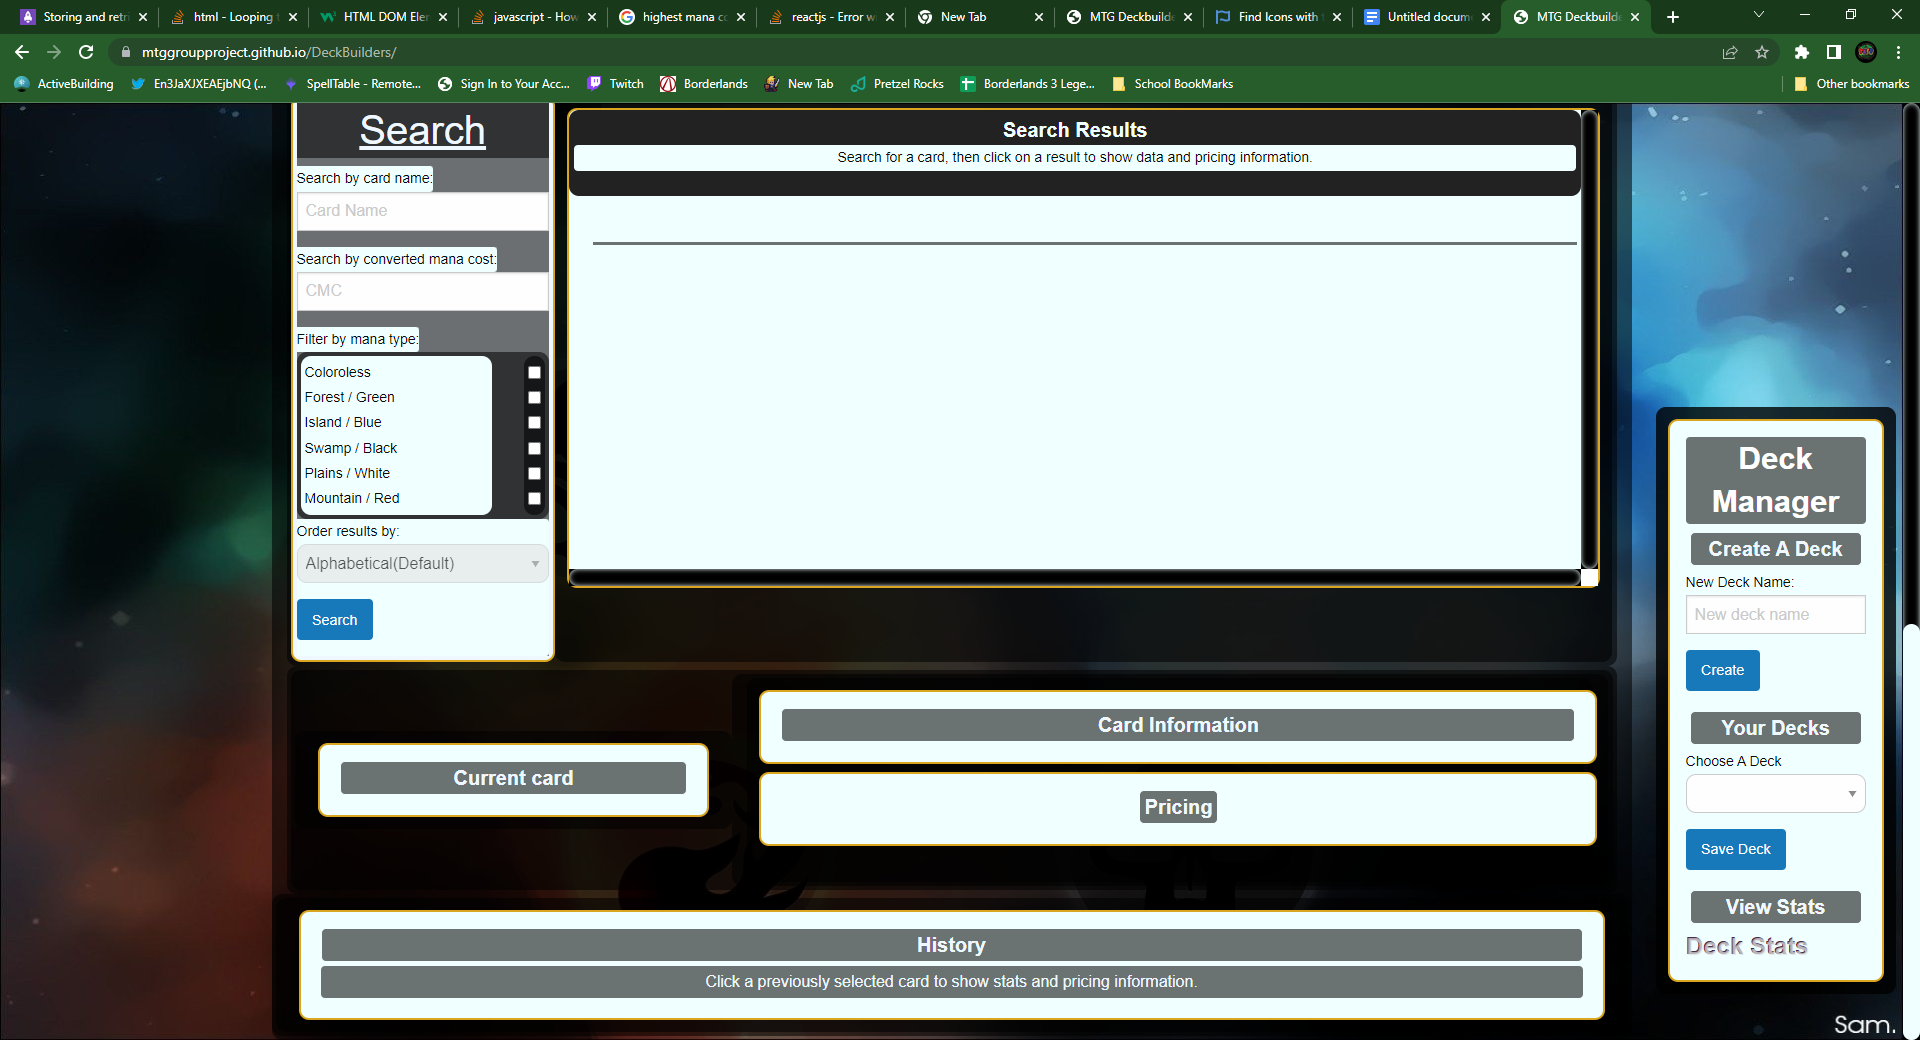 Storing and retri
html - Looping t
HTML DOM Eler
javascript - How
highest mana co
reactjs - Error w
New Tab
MTG Deckbuilde
Find Icons with t
Untitled docum
MTG Deckbuilde
mtggroupproject.github.io/DeckBuilders/
ActiveBuilding
En3JaXJXEAEjbNQ (...
SpellTable - Remote...
Sign In to Your Acc...
Twitch
Borderlands
New Tab
Pretzel Rocks
Borderlands 3 Lege...
School BookMarks
Other bookmarks
Search
Search by card name:
Card Name
Search by converted mana cost:
CMC
Filter by mana type:
Coloroless
Forest / Green
Island / Blue
Swamp / Black
Plains / White
Mountain / Red
Order results by:
Alphabetical(Default)
Search
Search Results
Search for a card, then click on a result to show data and pricing information.
Current card
Card Information
Pricing
History
Click a previously selected card to show stats and pricing information.
Deck
Manager
Create A Deck
New Deck Name:
New deck name
Create
Your Decks
Choose A Deck
Save Deck
View Stats
Deck Stats
Sam.